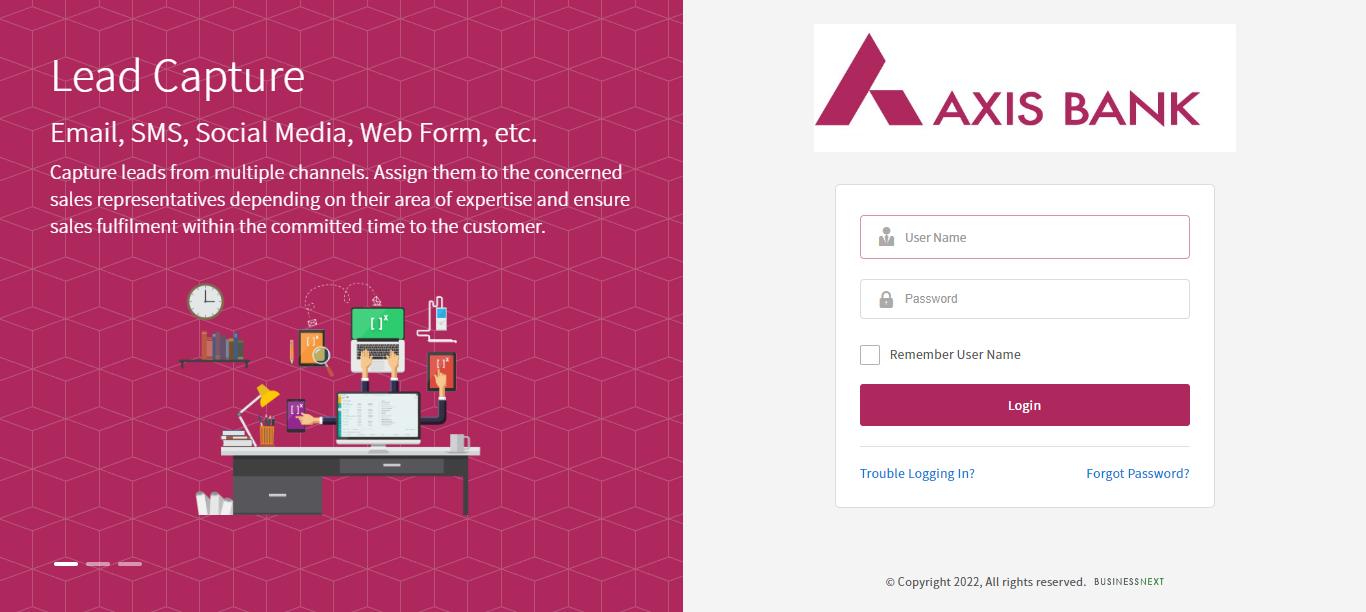 Lead Capture
Email, SMS, Social Media, Web Form, etc.
Capture leads from multiple channels. Assign them to the concerned
sales representatives depending on their area of expertise and ensure
sales fulfilment within the committed time to the customer.
[ ]x
[ ]x
[ ]x
[ ]x
AXIS BANK
User Name
Password
Remember User Name
Login
Trouble Logging In?
Forgot Password?
© Copyright 2022, All rights reserved. BUSINESSNEXT